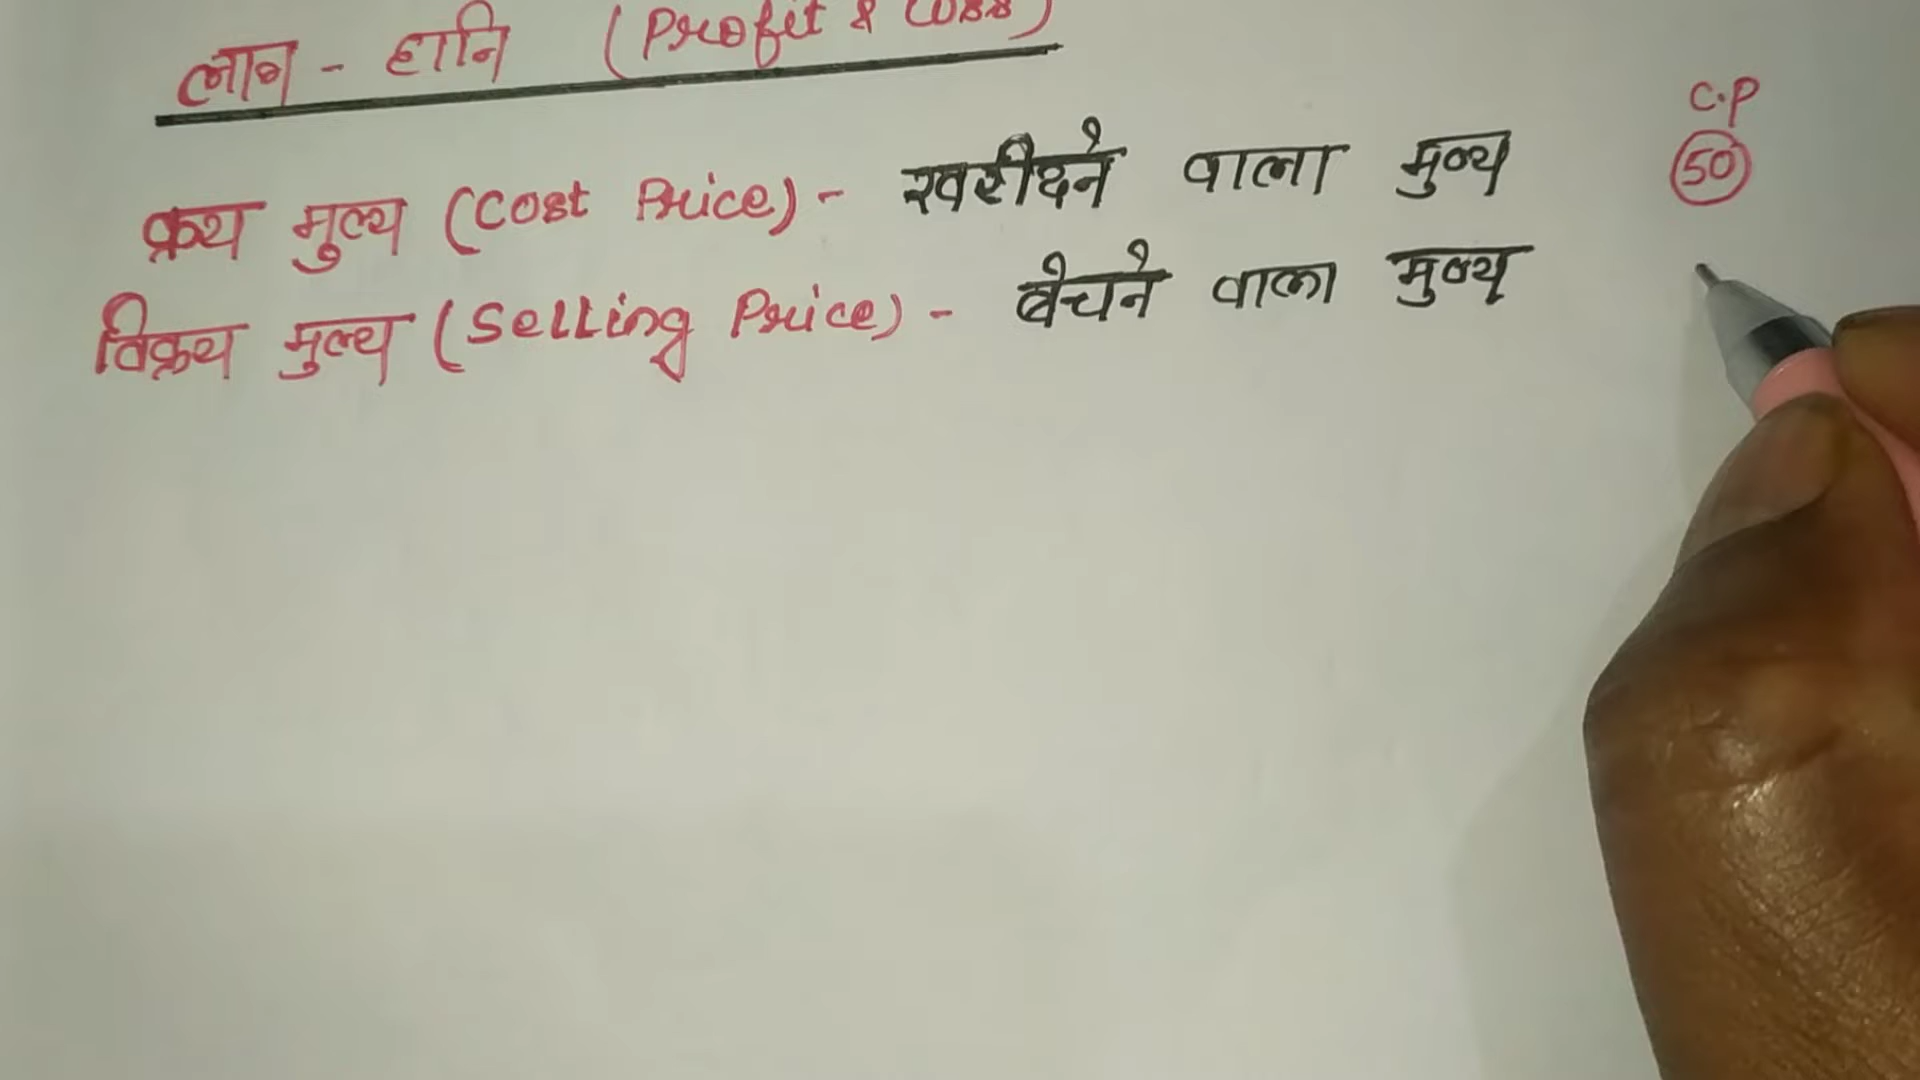 लाभ - हानि (Profit & Loss)
क्रय मुल्य (Cost Price) - खरीदने वाला मुल्य
C.P
50
विक्रय मुल्य (Selling Price) - बेचने वाला मुल्य